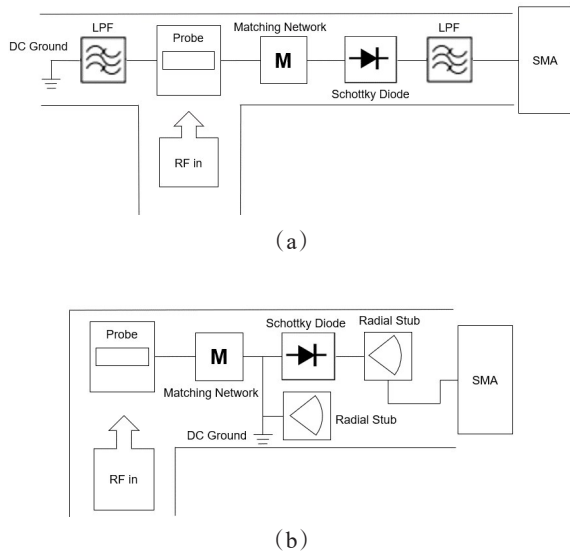 LPF
Probe
Matching Network
LPF
DC Ground
M
SMA
Schottky Diode
RF in
(a)
Schottky Diode
Radial Stub
Probe
M
SMA
Matching Network
Radial Stub
DC Ground
RF in
(b)